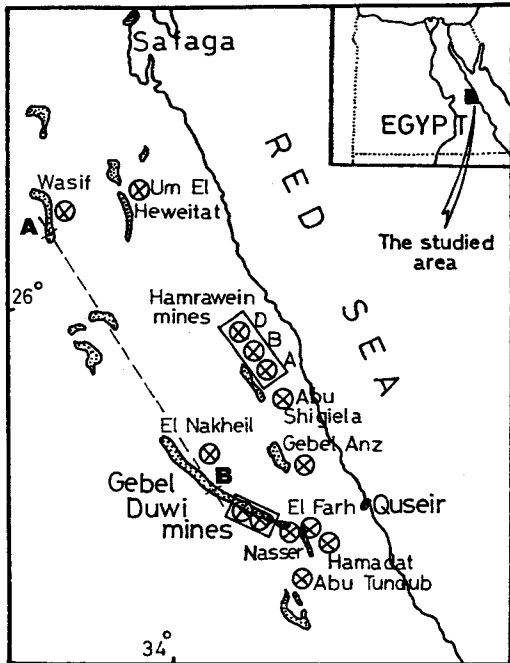 Safaga
RED SEA
EGYPT
The studied
area
Wasif
Um El
Heweitat
A
26°
Hamrawein
mines
D
B
A
Abu
Shigiela
El Nakheil
Gebel Anz
B
Gebel
Duwi
mines
El Farh
Quseir
Nasser
Hamadat
Abu Tundub
34°